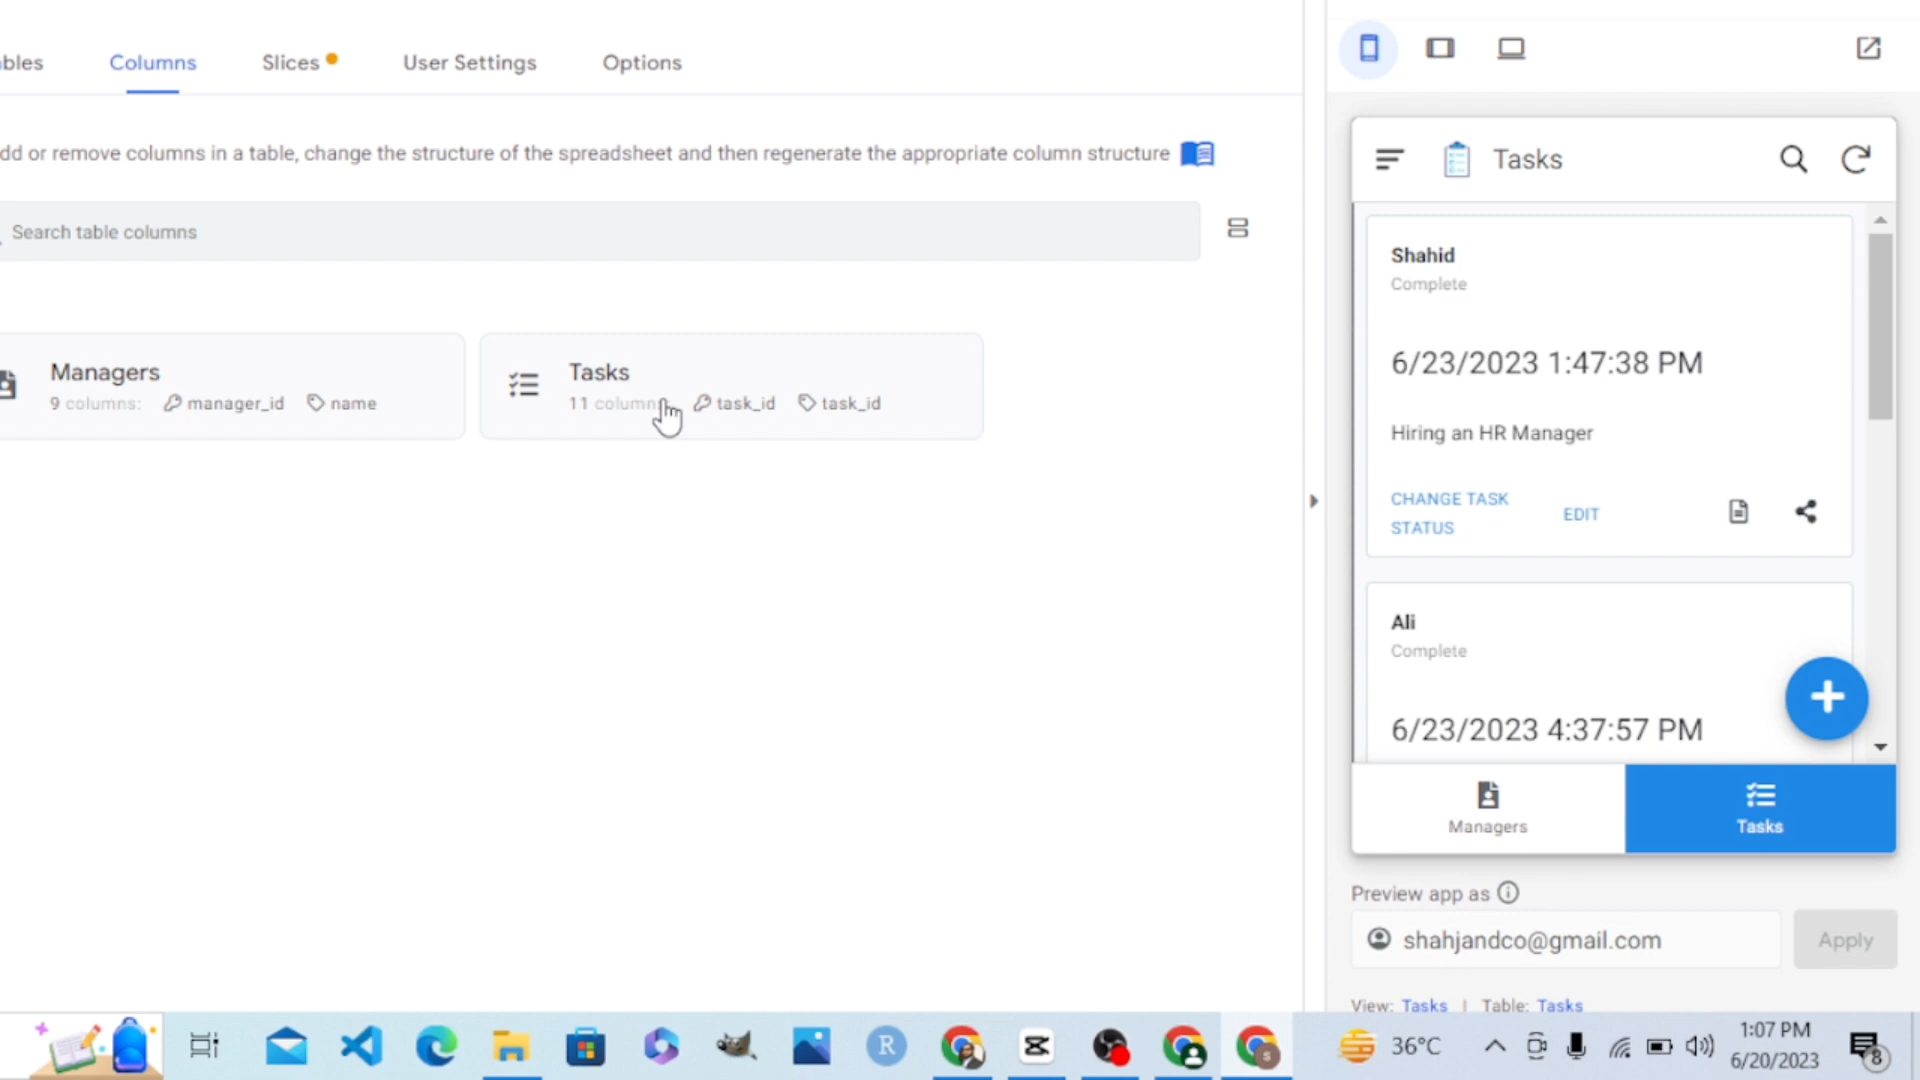 bles
Columns
Slices
User Settings
Options
dd or remove columns in a table, change the structure of the spreadsheet and then regenerate the appropriate column structure
Search table columns
Managers
9 columns: manager_id name
Tasks
11 column task_id task_id
Tasks
Shahid
Complete
6/23/2023 1:47:38 PM
Hiring an HR Manager
CHANGE TASK
STATUS
EDIT
Ali
Complete
6/23/2023 4:37:57 PM
Managers
Tasks
Preview app as
shahjandco@gmail.com
Apply
View: Tasks | Table: Tasks
R
s
36°C
1:07 PM
6/20/2023
8